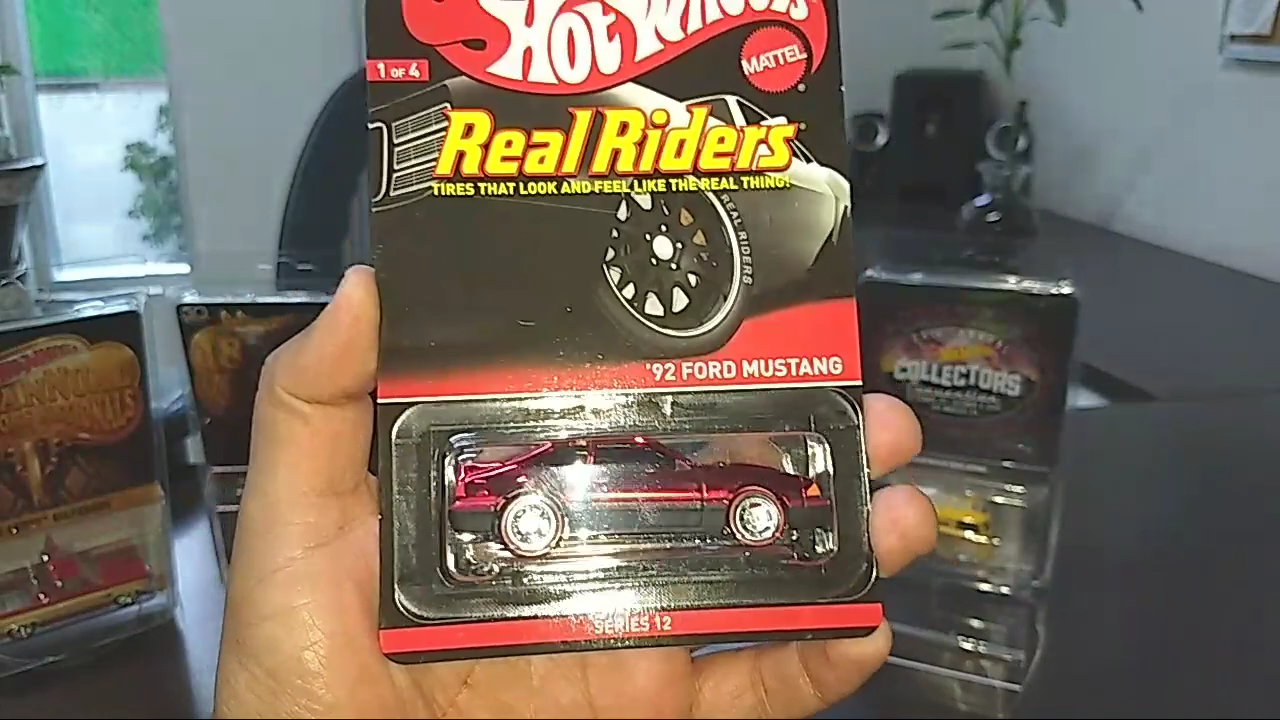 HOT WHEELS
MATTEL
1 OF 4
Real Riders
TIRES THAT LOOK AND FEEL LIKE THE REAL THING!
REAL RIDERS
'92 FORD MUSTANG
SERIES 12
COLLECTORS